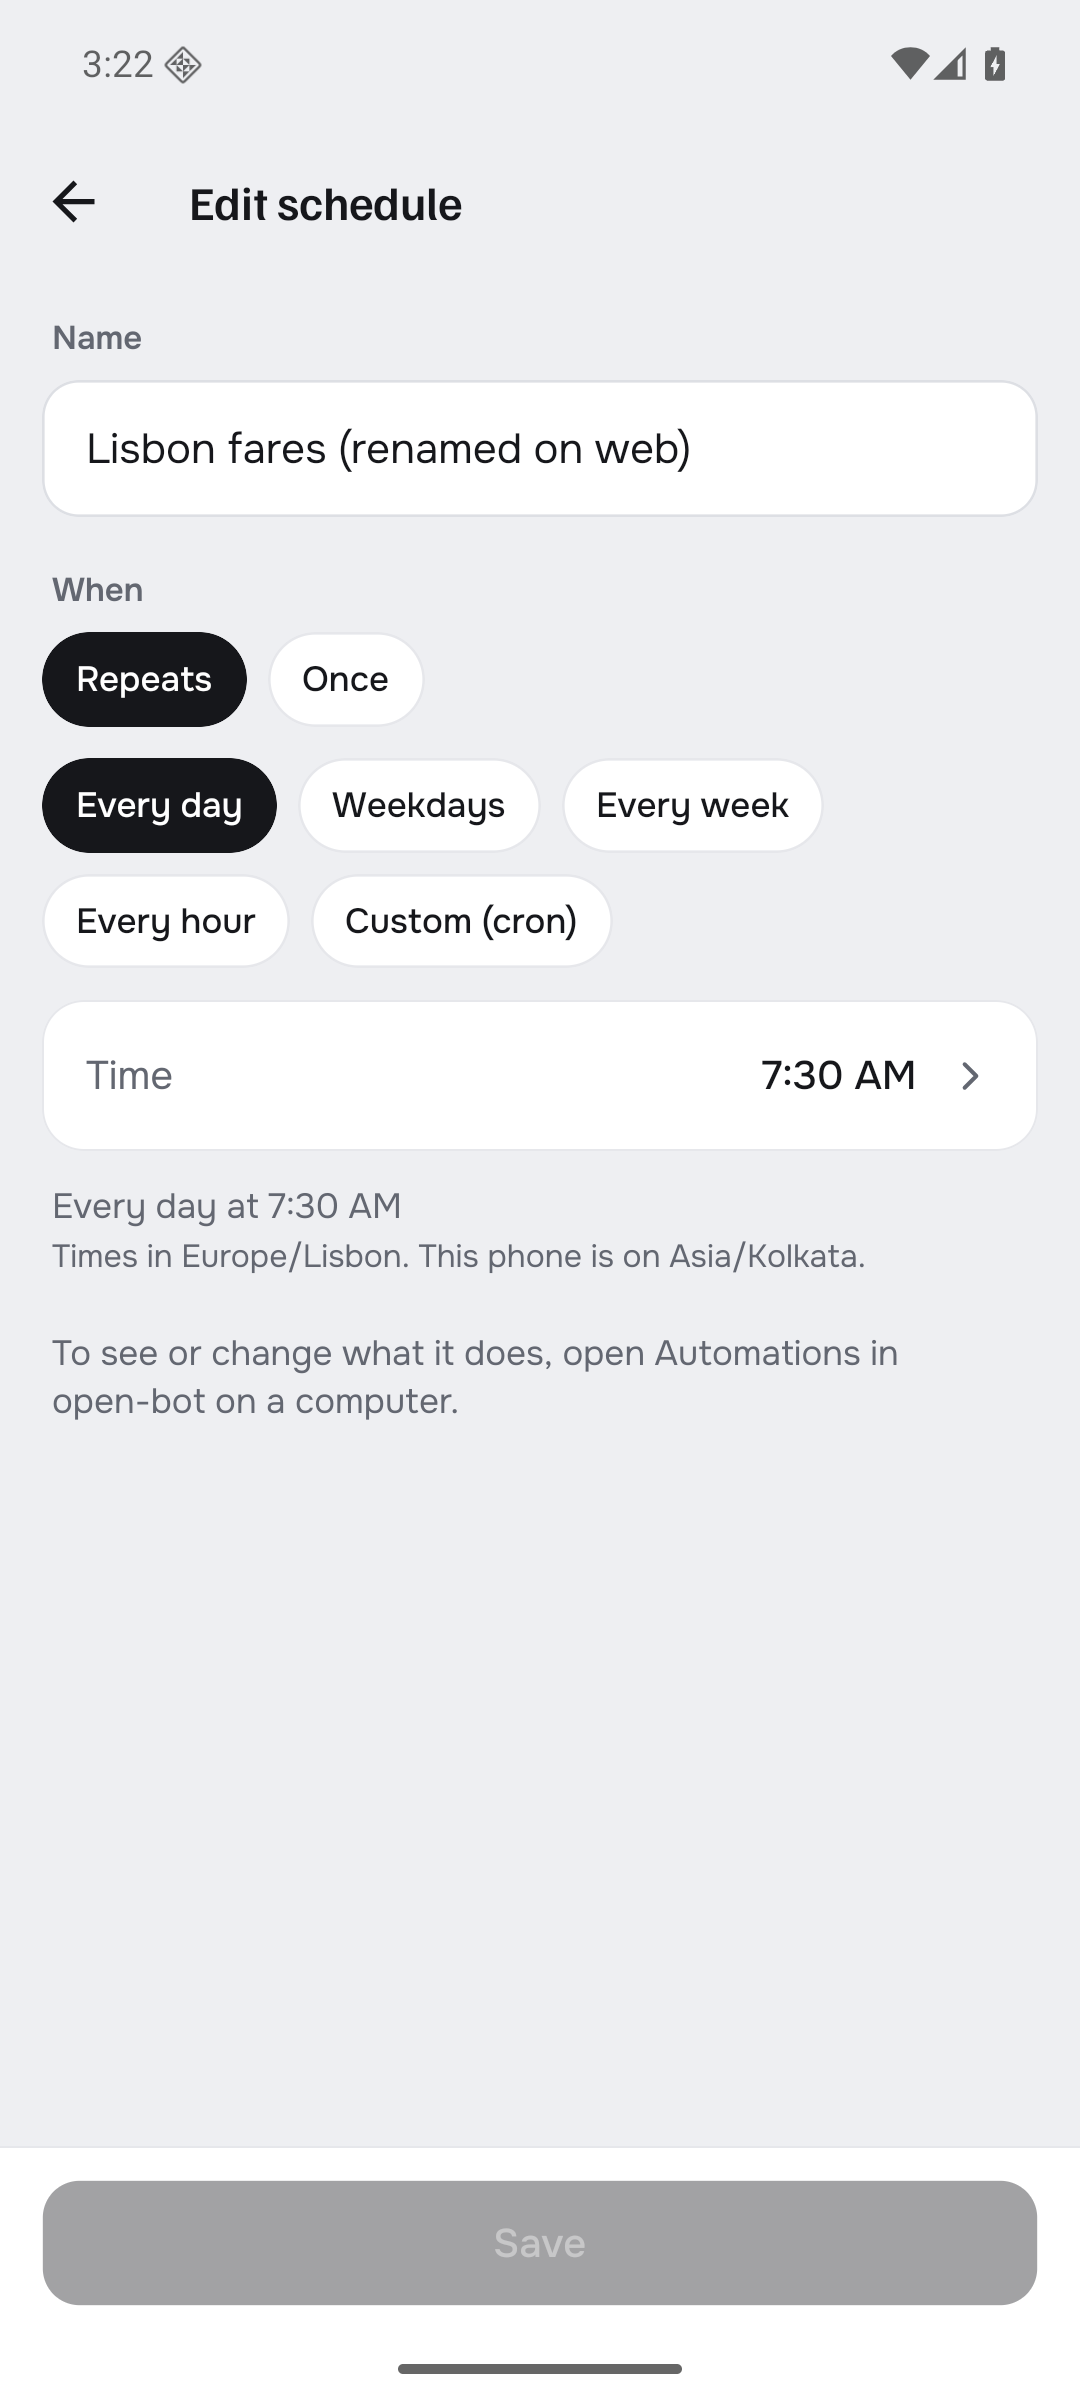 3:22
Edit schedule
Name
Lisbon fares (renamed on web)
When
Repeats Once
Every day Weekdays Every week
Every hour Custom (cron)
Time 7:30 AM
Every day at 7:30 AM
Times in Europe/Lisbon. This phone is on Asia/Kolkata.
To see or change what it does, open Automations in
open-bot on a computer.
Save